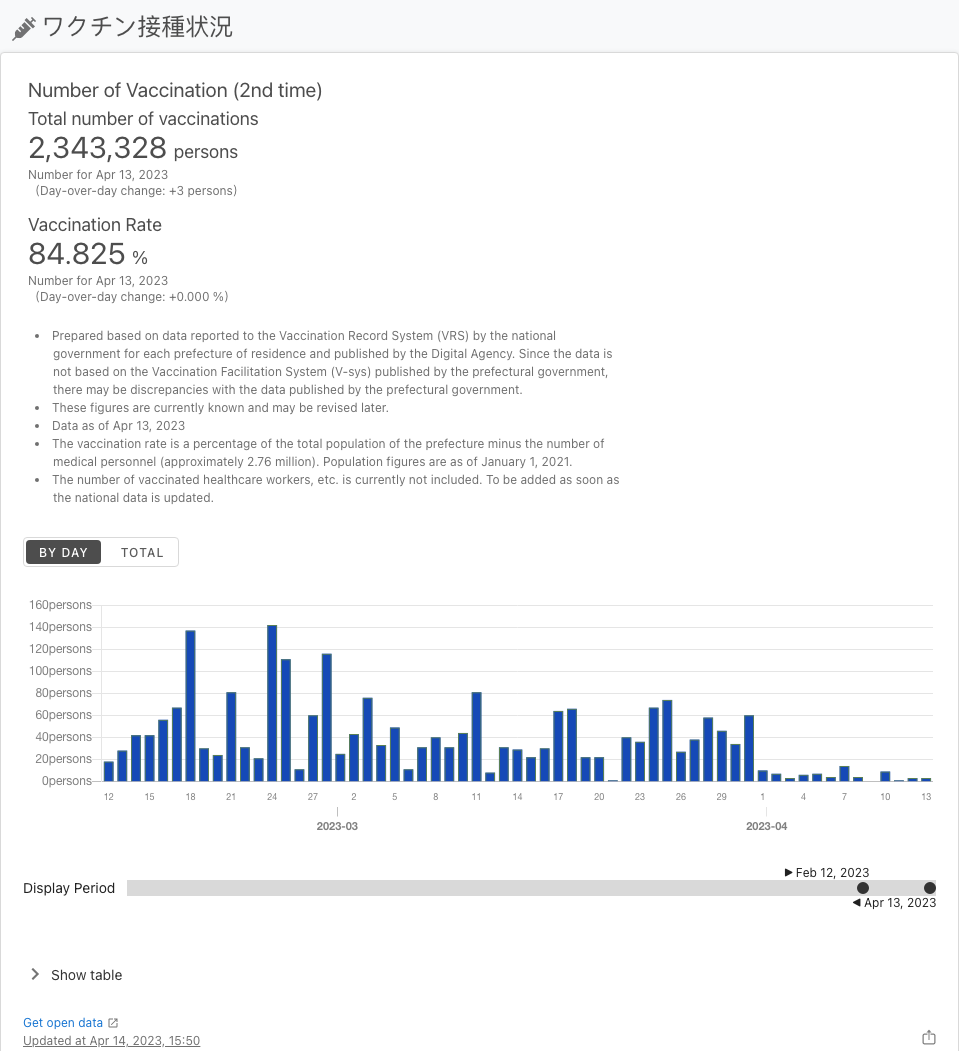 ワクチン接種状況
Number of Vaccination (2nd time)
Total number of vaccinations
2,343,328 persons
Number for Apr 13, 2023
(Day-over-day change: +3 persons)
Vaccination Rate
84.825 %
Number for Apr 13, 2023
(Day-over-day change: +0.000 %)
• Prepared based on data reported to the Vaccination Record System (VRS) by the national
government for each prefecture of residence and published by the Digital Agency. Since the data is
not based on the Vaccination Facilitation System (V-sys) published by the prefectural government,
there may be discrepancies with the data published by the prefectural government.
• These figures are currently known and may be revised later.
• Data as of Apr 13, 2023
• The vaccination rate is a percentage of the total population of the prefecture minus the number of
medical personnel (approximately 2.76 million). Population figures are as of January 1, 2021.
• The number of vaccinated healthcare workers, etc. is currently not included. To be added as soon as
the national data is updated.
BY DAY TOTAL
160persons
140persons
120persons
100persons
80persons
60persons
40persons
20persons
0persons
12 15 18 21 24 27 2 5 8 11 14 17 20 23 26 29 1 4 7 10 13
2023-03 2023-04
▶ Feb 12, 2023
Display Period
◀ Apr 13, 2023
Show table
Get open data
Updated at Apr 14, 2023, 15:50